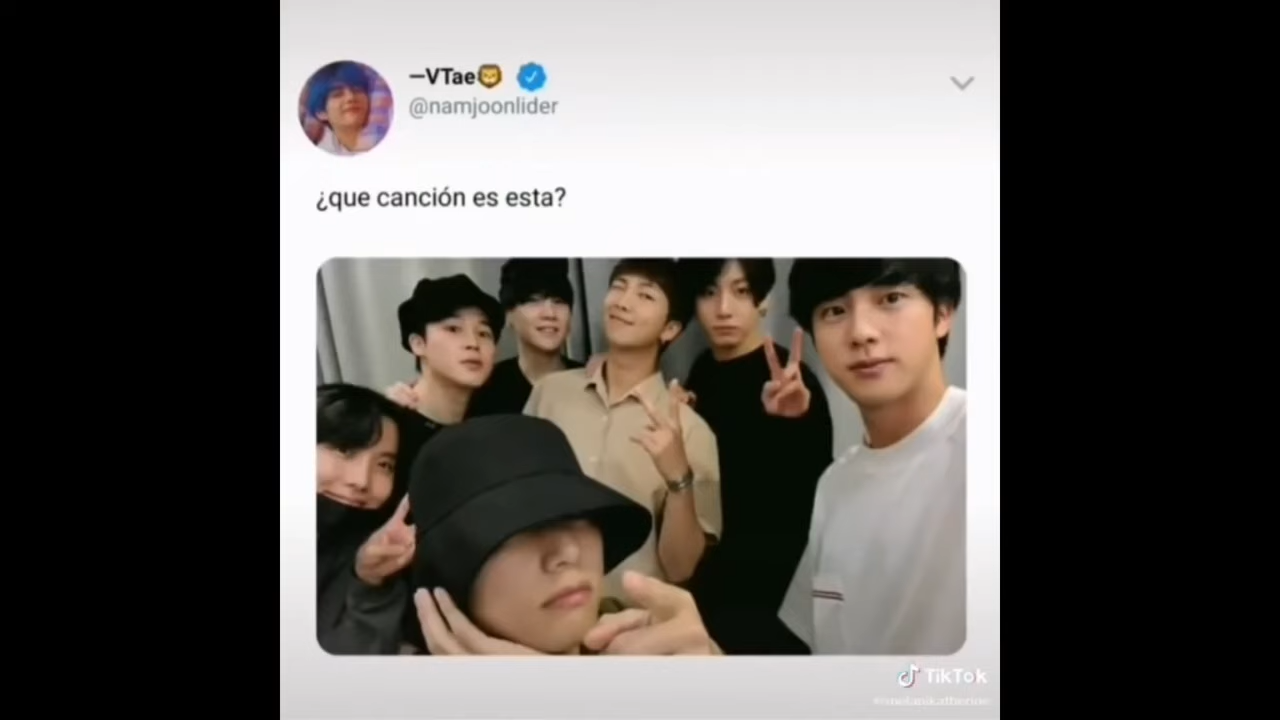 —VTae🦁
@namjoonlider
¿que canción es esta?
TikTok